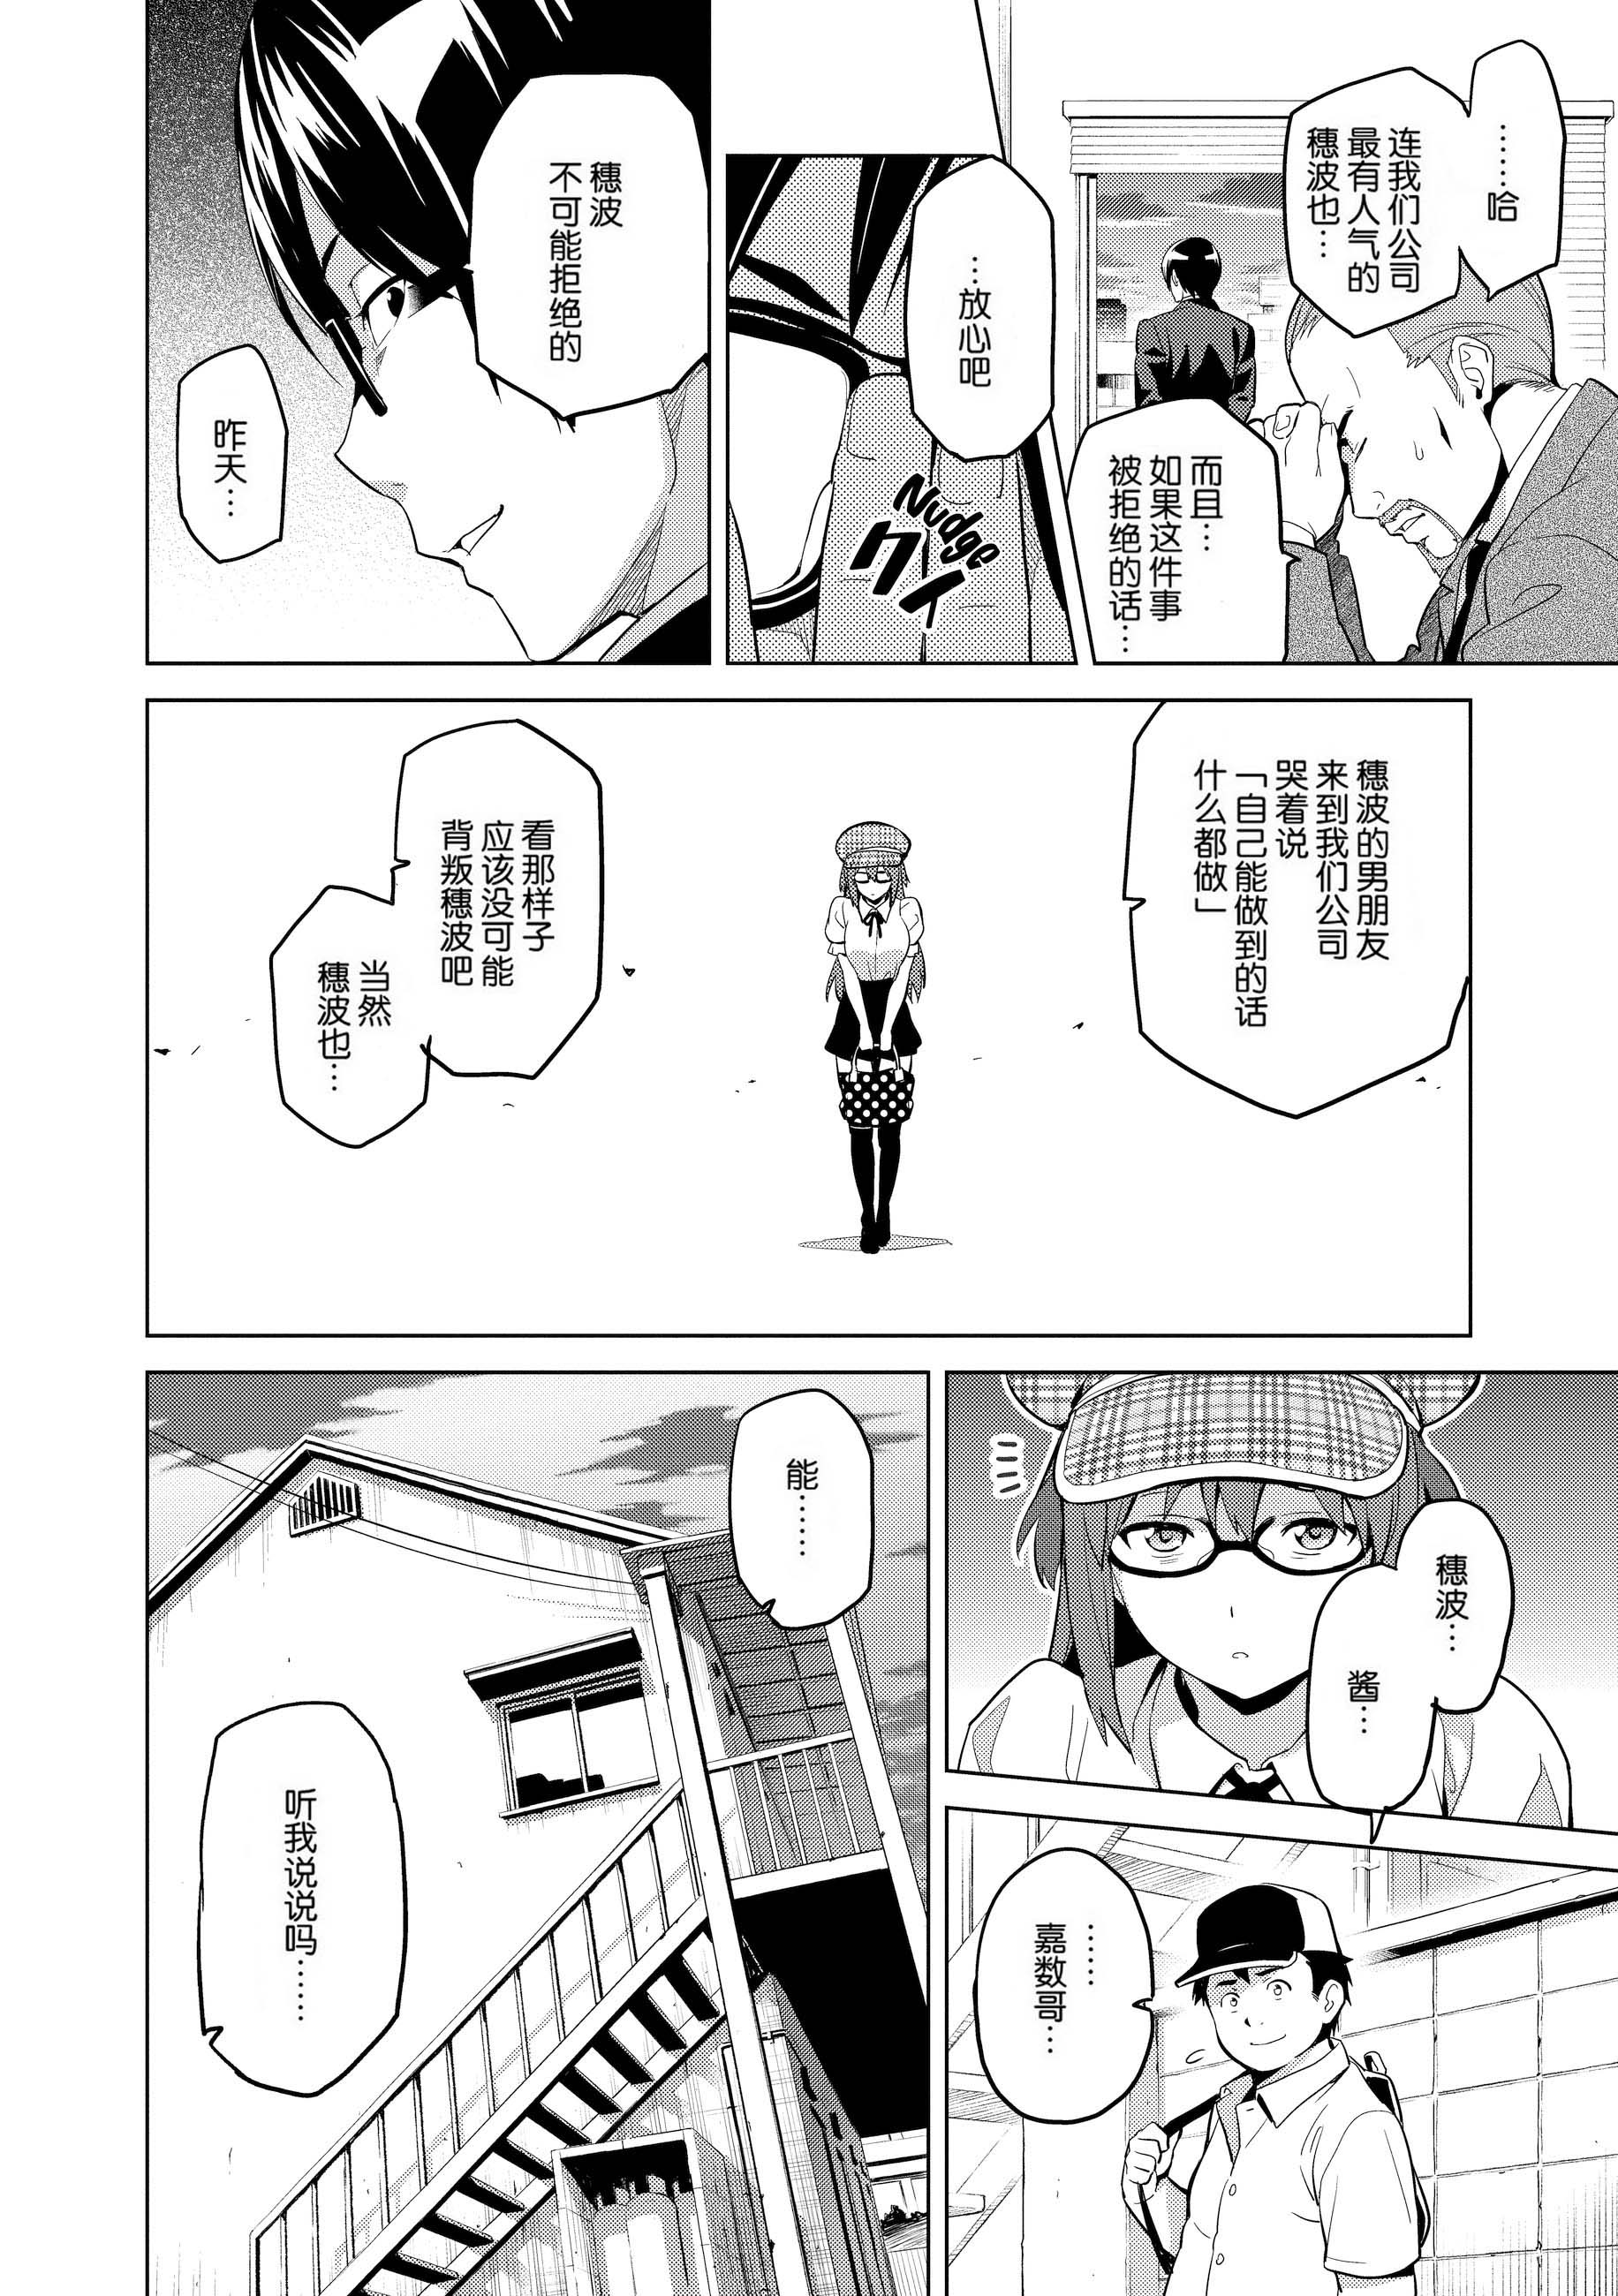 ……哈
连我们公司
最有人气的
穗波也…
而且…
如果这件事
被拒绝的话…
…放心吧
Nudge
クイ
穗波
不可能拒绝的
昨天…
穗波的男朋友
来到我们公司
哭着说
「自己能做到的话
什么都做」
看那样子
应该没可能
背叛穗波吧
当然
穗波也…
穗波…
酱…
……
嘉数哥…
能……
听我说说吗……